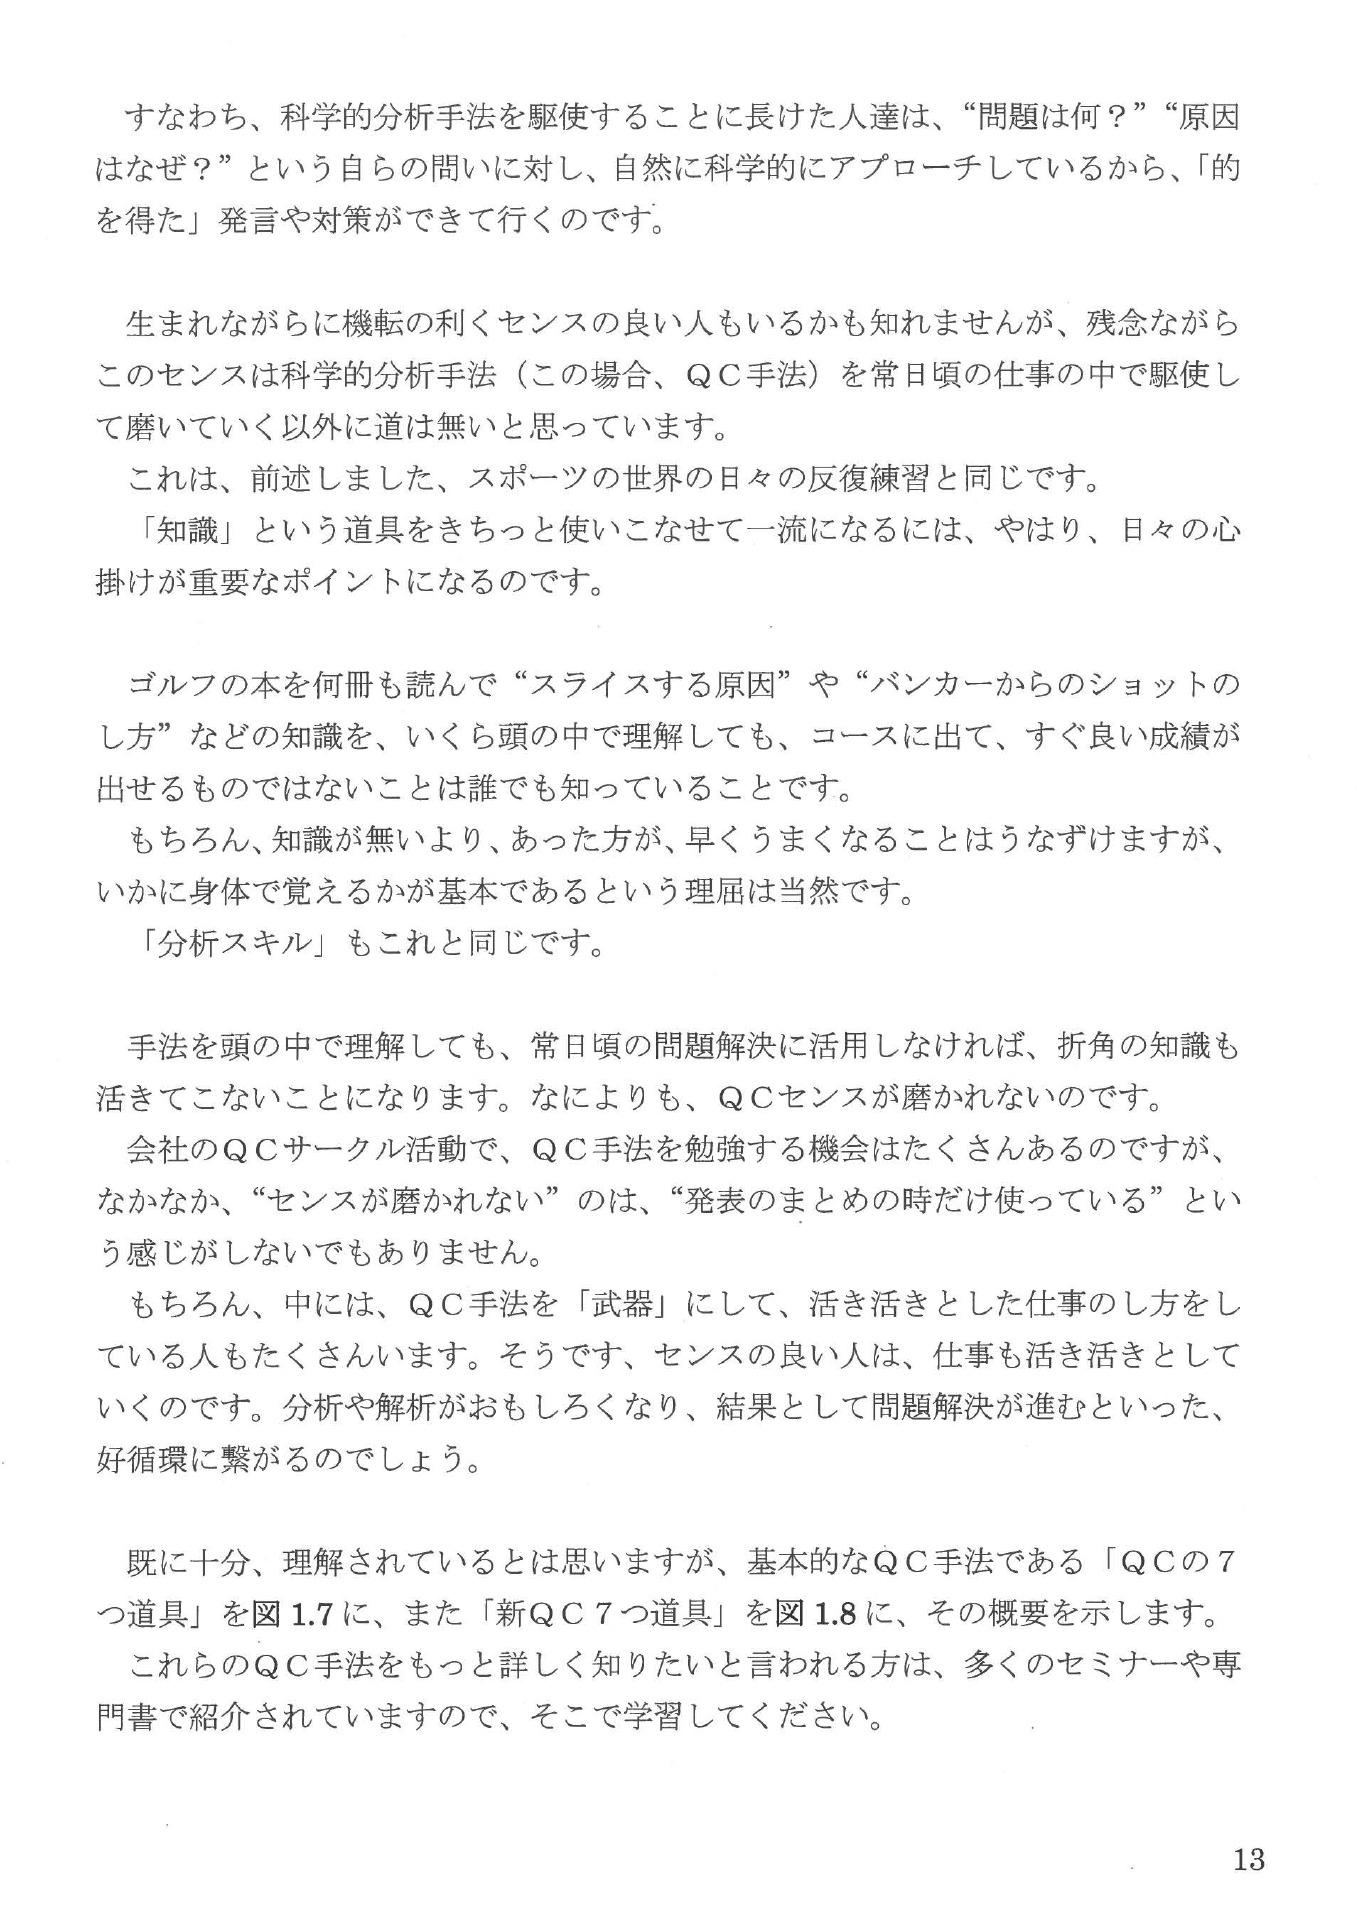 すなわち、科学的分析手法を駆使することに長けた人達は、“問題は何？”“原因
はなぜ？”という自らの問いに対し、自然に科学的にアプローチしているから、「的
を得た」発言や対策ができて行くのです。
生まれながらに機転の利くセンスの良い人もいるかも知れませんが、残念ながら
このセンスは科学的分析手法（この場合、ＱＣ手法）を常日頃の仕事の中で駆使し
て磨いていく以外に道は無いと思っています。
これは、前述しました、スポーツの世界の日々の反復練習と同じです。
「知識」という道具をきちっと使いこなせて一流になるには、やはり、日々の心
掛けが重要なポイントになるのです。
ゴルフの本を何冊も読んで“スライスする原因”や“バンカーからのショットの
し方”などの知識を、いくら頭の中で理解しても、コースに出て、すぐ良い成績が
出せるものではないことは誰でも知っていることです。
もちろん、知識が無いより、あった方が、早くうまくなることはうなずけますが、
いかに身体で覚えるかが基本であるという理屈は当然です。
「分析スキル」もこれと同じです。
手法を頭の中で理解しても、常日頃の問題解決に活用しなければ、折角の知識も
活きてこないことになります。なによりも、ＱＣセンスが磨かれないのです。
会社のＱＣサークル活動で、ＱＣ手法を勉強する機会はたくさんあるのですが、
なかなか、“センスが磨かれない”のは、“発表のまとめの時だけ使っている”とい
う感じがしないでもありません。
もちろん、中には、ＱＣ手法を「武器」にして、活き活きとした仕事のし方をし
ている人もたくさんいます。そうです、センスの良い人は、仕事も活き活きとして
いくのです。分析や解析がおもしろくなり、結果として問題解決が進むといった、
好循環に繋がるのでしょう。
既に十分、理解されているとは思いますが、基本的なＱＣ手法である「ＱＣの７
つ道具」を図 1.7 に、また「新ＱＣ７つ道具」を図 1.8 に、その概要を示します。
これらのＱＣ手法をもっと詳しく知りたいと言われる方は、多くのセミナーや専
門書で紹介されていますので、そこで学習してください。
13